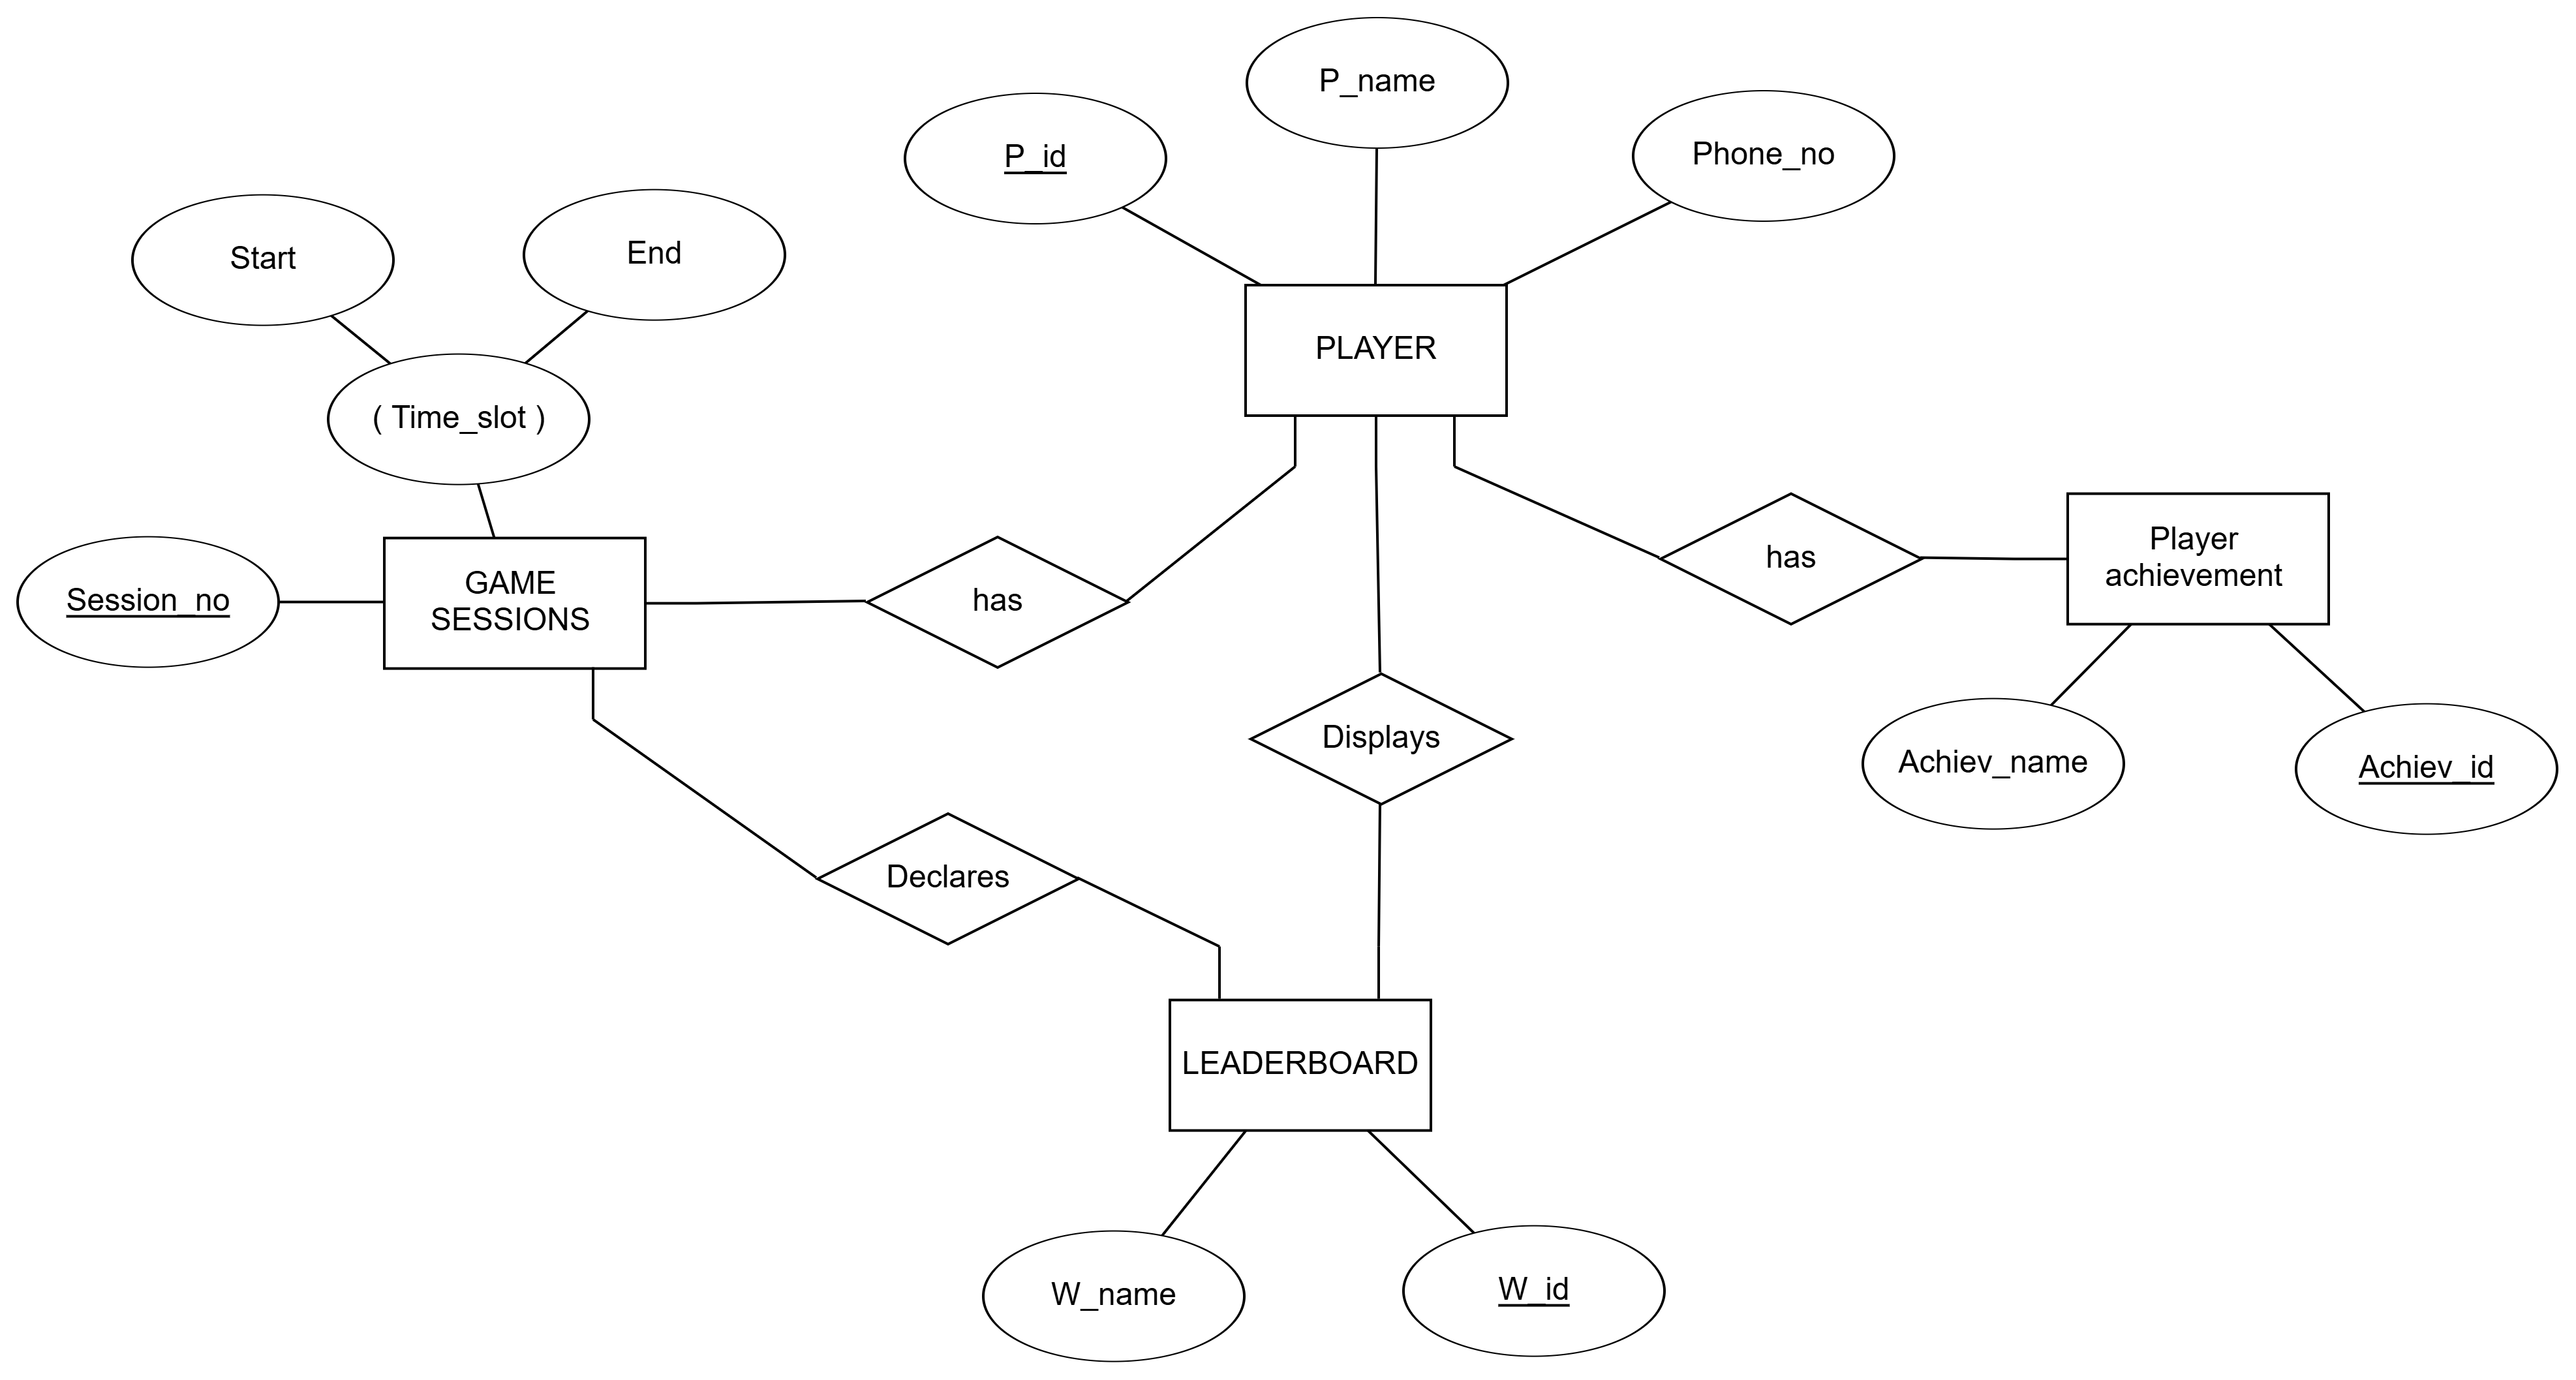 P_name
P_id
Phone_no
Start
End
PLAYER
( Time_slot )
GAME
SESSIONS
Session_no
has
has
Player
achievement
Displays
Achiev_name
Achiev_id
Declares
LEADERBOARD
W_name
W_id